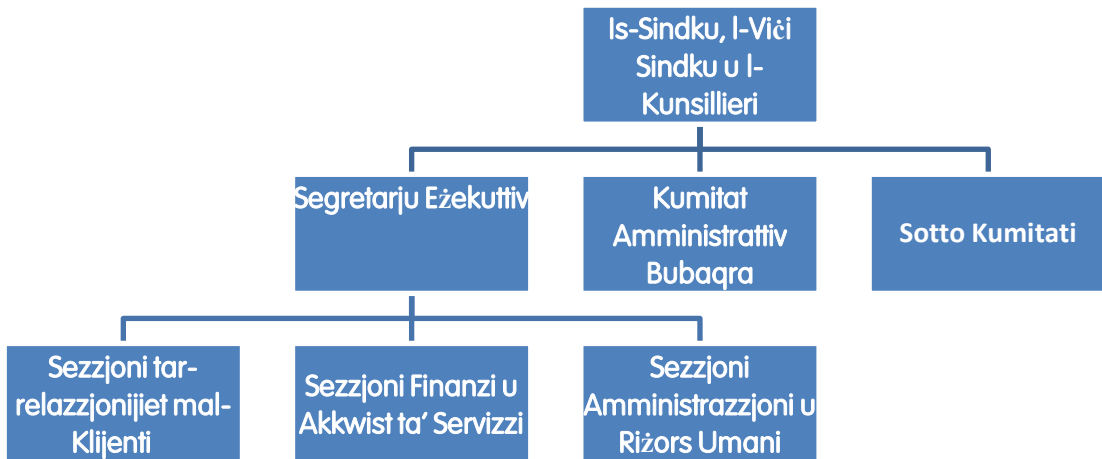 Is-Sindku, l-Viċi
Sindku u l-
Kunsillieri
Segretarju Eżekuttiv
Kumitat
Amministrattiv
Bubaqra
Sotto Kumitati
Sezzjoni tar-
relazzjonijiet mal-
Klijenti
Sezzjoni Finanzi u
Akkwist ta’ Servizzi
Sezzjoni
Amministrazzjoni u
Riżors Umani